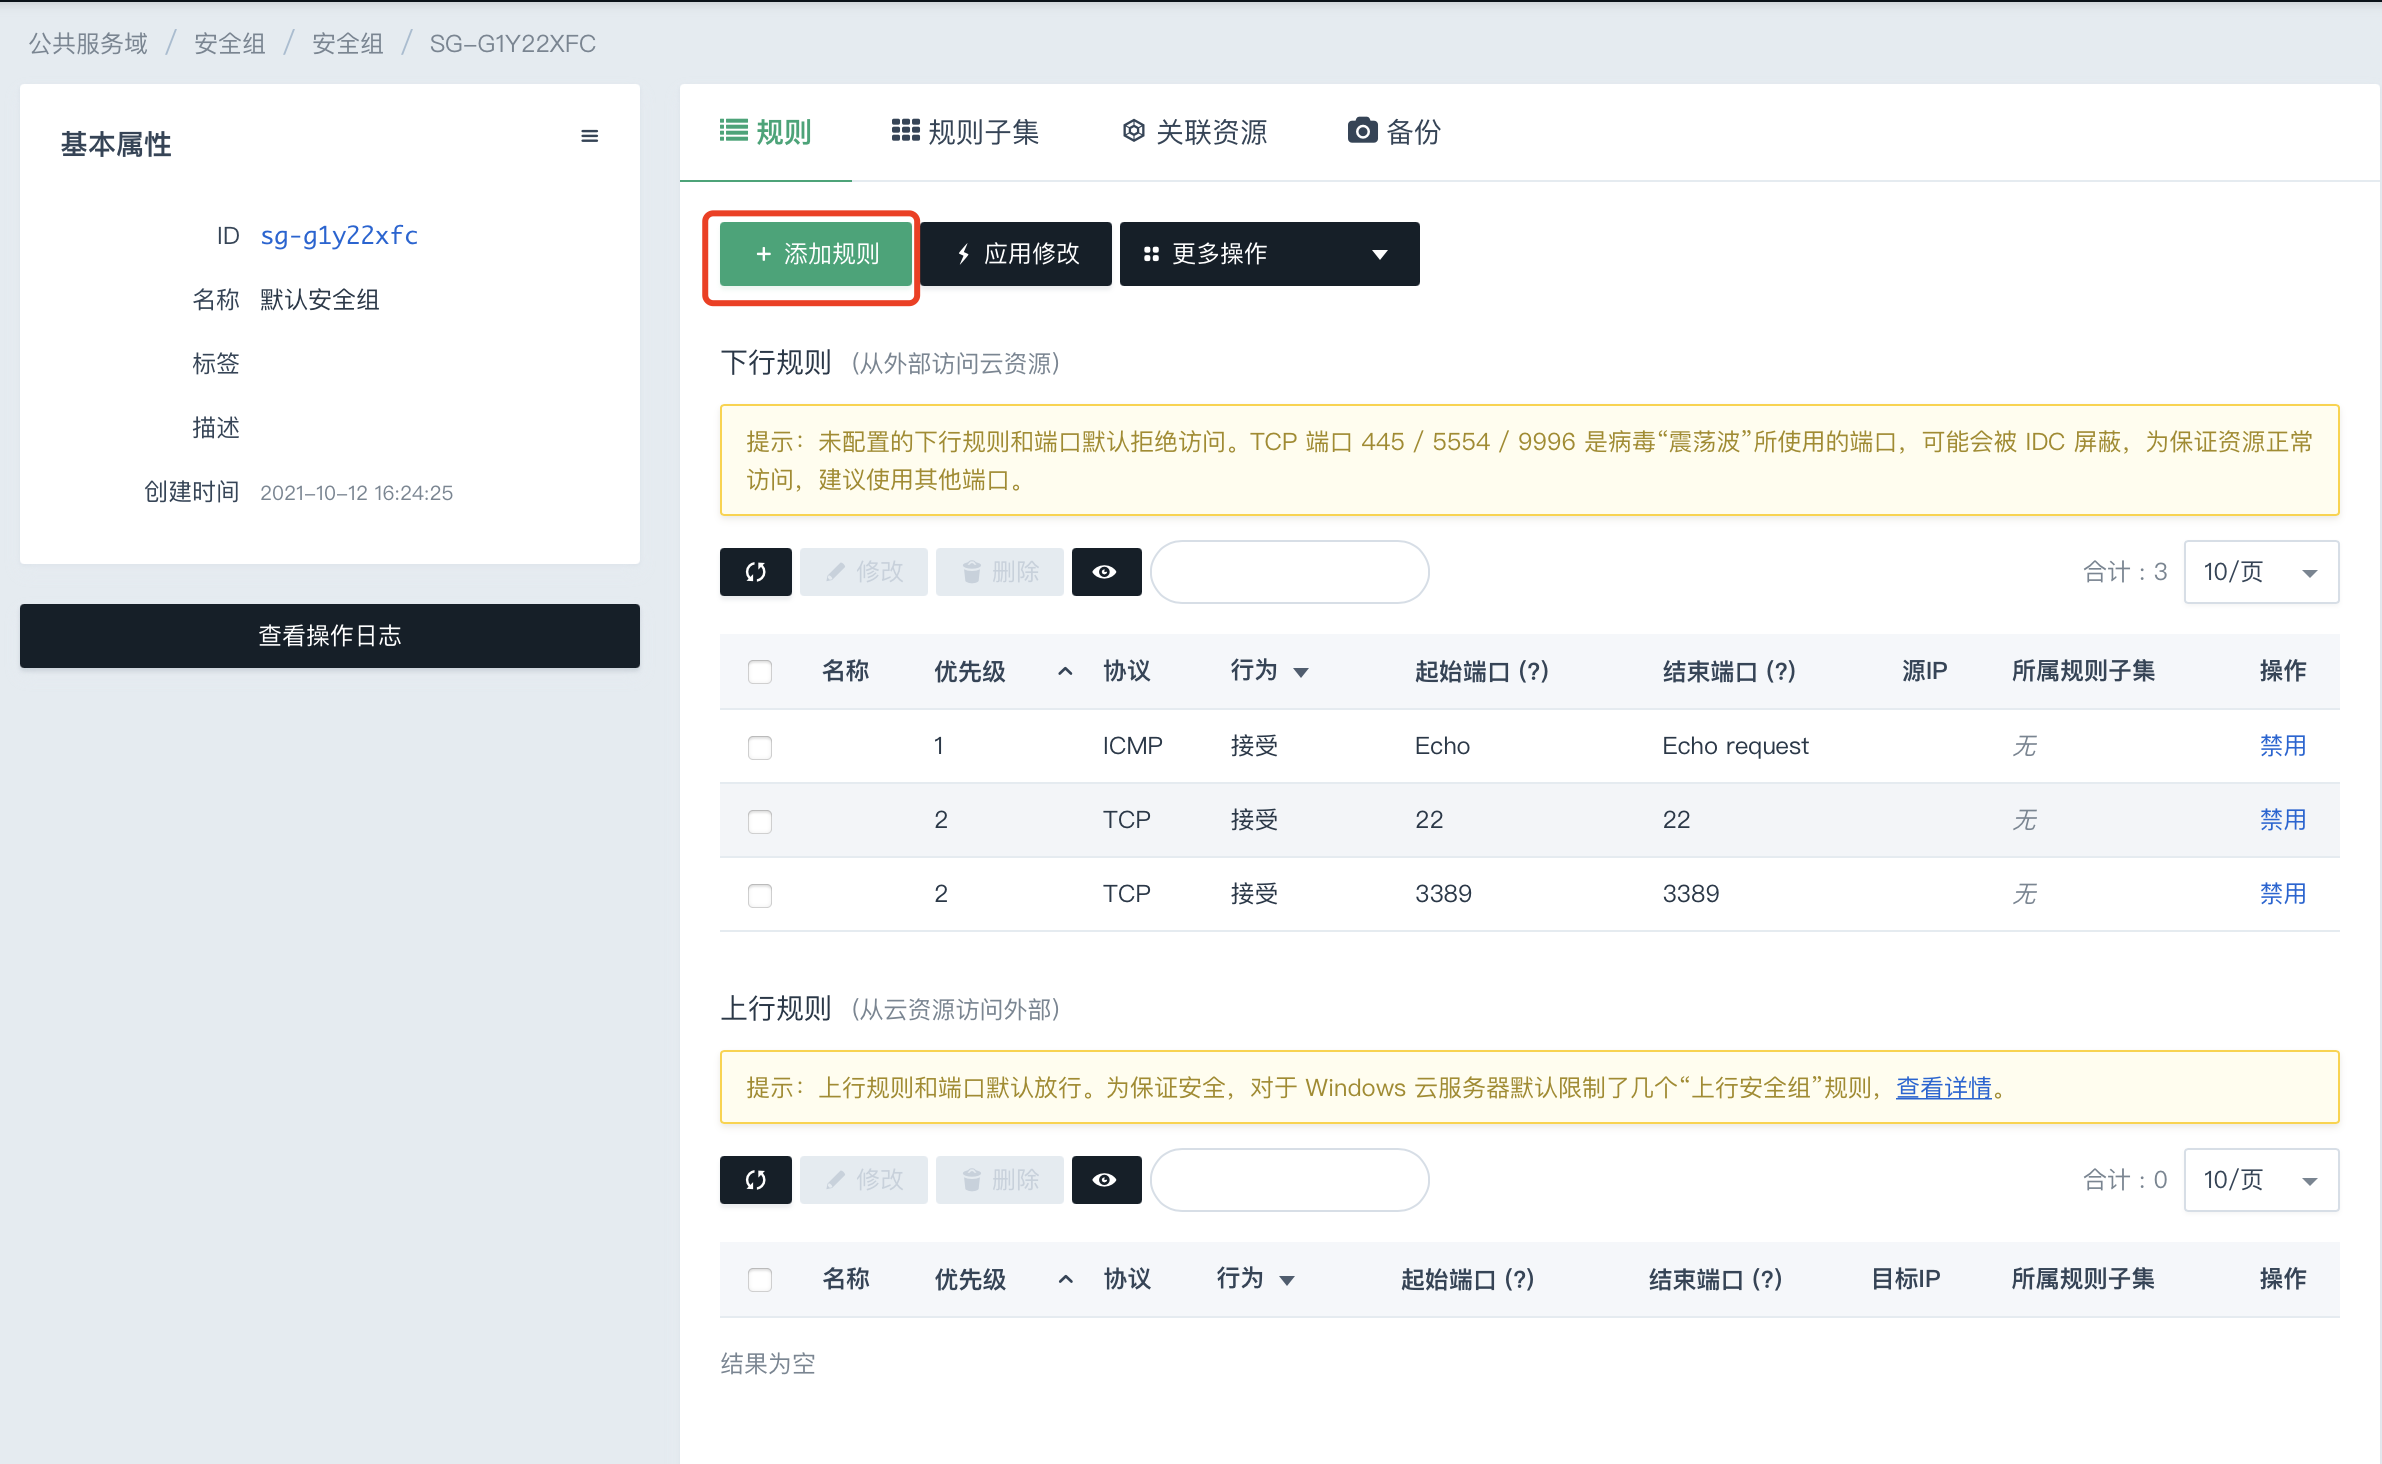 公共服务域 / 安全组 / 安全组 / SG-G1Y22XFC
基本属性
ID sg-g1y22xfc
名称 默认安全组
标签
描述
创建时间 2021-10-12 16:24:25
查看操作日志
规则 规则子集 关联资源 备份
+ 添加规则 应用修改 更多操作
下行规则 (从外部访问云资源)
提示：未配置的下行规则和端口默认拒绝访问。TCP 端口 445 / 5554 / 9996 是病毒“震荡波”所使用的端口，可能会被 IDC 屏蔽，为保证资源正常
访问，建议使用其他端口。
修改 删除 合计：3 10/页
名称 优先级 协议 行为 起始端口 (?) 结束端口 (?) 源IP 所属规则子集 操作
1 ICMP 接受 Echo Echo request 无 禁用
2 TCP 接受 22 22 无 禁用
2 TCP 接受 3389 3389 无 禁用
上行规则 (从云资源访问外部)
提示：上行规则和端口默认放行。为保证安全，对于 Windows 云服务器默认限制了几个“上行安全组”规则，查看详情。
修改 删除 合计：0 10/页
名称 优先级 协议 行为 起始端口 (?) 结束端口 (?) 目标IP 所属规则子集 操作
结果为空